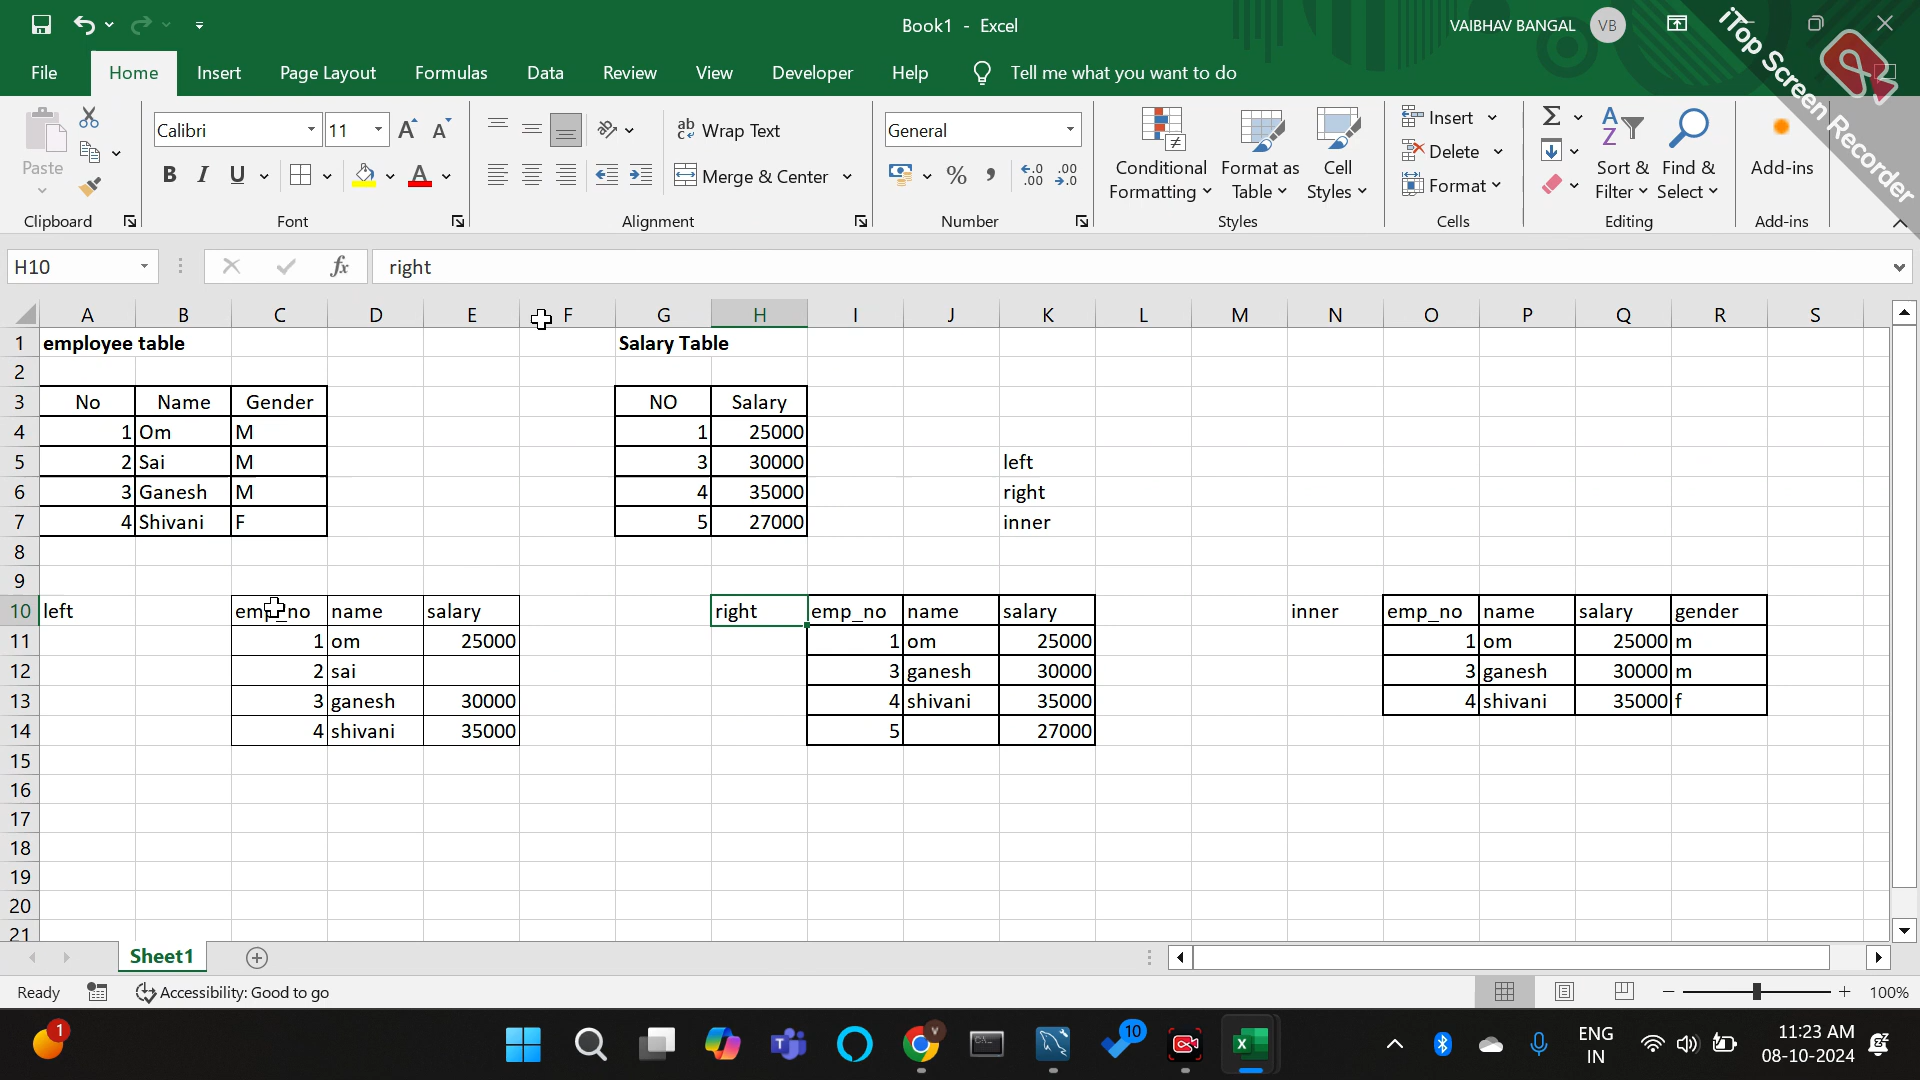 Book1 - Excel
VAIBHAV BANGAL VB
iTop Screen Recorder
File Home Insert Page Layout Formulas Data Review View Developer Help Tell me what you want to do
Paste
Calibri 11
Wrap Text
General
Insert
Delete
Format
Merge & Center
Conditional Formatting
Format as Table
Cell Styles
Sort & Filter
Find & Select
Add-ins
Clipboard Font Alignment Number Styles Cells Editing Add-ins
H10 fx right
A B C D E F G H I J K L M N O P Q R S
1 employee table Salary Table
2
3 No Name Gender NO Salary
4 1 Om M 1 25000
5 2 Sai M 3 30000 left
6 3 Ganesh M 4 35000 right
7 4 Shivani F 5 27000 inner
8
9
10 left emp_no name salary right emp_no name salary inner emp_no name salary gender
11 1 om 25000 1 om 25000 1 om 25000 m
12 2 sai 3 ganesh 30000 3 ganesh 30000 m
13 3 ganesh 30000 4 shivani 35000 4 shivani 35000 f
14 4 shivani 35000 5 27000
15
16
17
18
19
20
21
Sheet1
Ready Accessibility: Good to go 100%
1 10 ENG IN 11:23 AM 08-10-2024